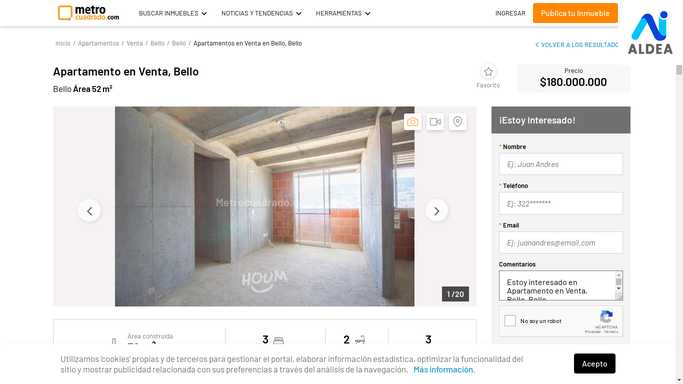 metro
cuadrado.com
BUSCAR INMUEBLES
NOTICIAS Y TENDENCIAS
HERRAMIENTAS
INGRESAR
Publica tu Inmueble
ALDEA
Inicio / Apartamentos / Venta / Bello / Bello / Apartamentos en Venta en Bello, Bello
VOLVER A LOS RESULTADO
Apartamento en Venta, Bello
Bello Área 52 m²
Favorito
Precio
$180.000.000
Metrocuadrado.
HOUM
1 / 20
¡Estoy Interesado!
* Nombre
Ej: Juan Andres
* Teléfono
Ej: 322*******
* Email
Ej: juanandres@email.com
Comentarios
Estoy interesado en
Apartamento en Venta,
Bello, Bello
No soy un robot
reCAPTCHA
Privacidad - Términos
Área construida
3
2
3
Utilizamos 'cookies' propias y de terceros para gestionar el portal, elaborar información estadística, optimizar la funcionalidad del
sitio y mostrar publicidad relacionada con sus preferencias a través del análisis de la navegación. Más información.
Acepto